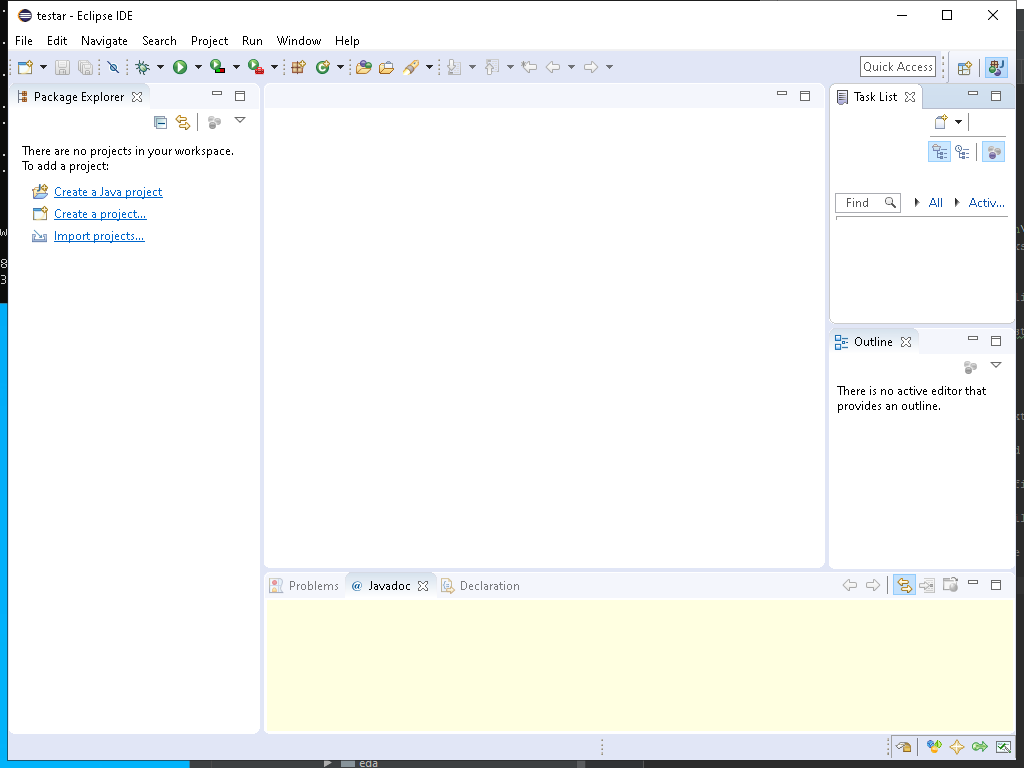 testar - Eclipse IDE
File Edit Navigate Search Project Run Window Help
Quick Access
Package Explorer
Task List
There are no projects in your workspace.
To add a project:
Create a Java project
Create a project...
Import projects...
Find All Activ...
Outline
There is no active editor that
provides an outline.
Problems @ Javadoc Declaration
eda